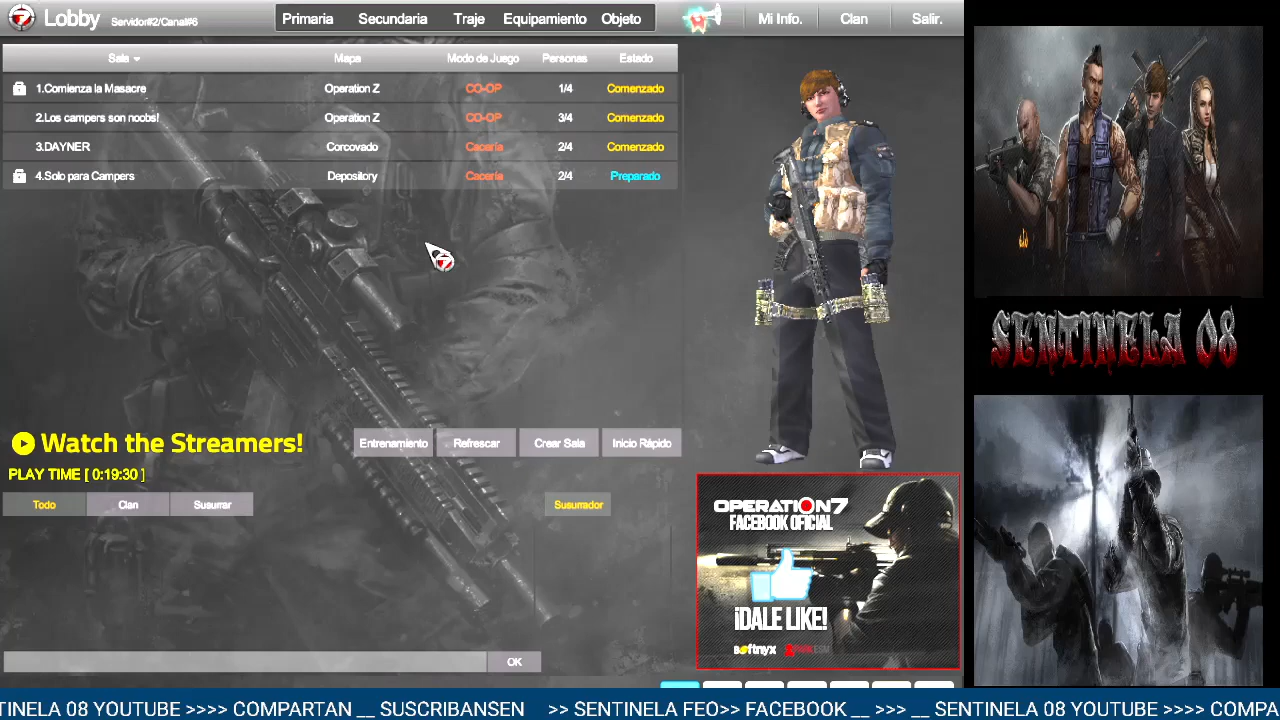 Lobby Servidor#2/Canal#6 Primaria Secundaria Traje Equipamiento Objeto Mi Info. Clan Salir.
Sala Mapa Modo de Juego Personas Estado
1.Comienza la Masacre Operation Z CO-OP 1/4 Comenzado
2.Los campers son noobs! Operation Z CO-OP 3/4 Comenzado
3.DAYNER Corcovado Cacería 2/4 Comenzado
4.Solo para Campers Depository Cacería 2/4 Preparado
SENTINELA 08
Watch the Streamers! Entrenamiento Refrescar Crear Sala Inicio Rápido
PLAY TIME [ 0:19:30 ]
Todo Clan Susurrar Susurrador
OPERATION7
FACEBOOK OFICIAL
¡DALE LIKE!
softnyx
OK
TINELA 08 YOUTUBE >>>> COMPARTAN __ SUSCRIBANSEN >> SENTINELA FEO>> FACEBOOK __ >>> __ SENTINELA 08 YOUTUBE >>>> COMPA